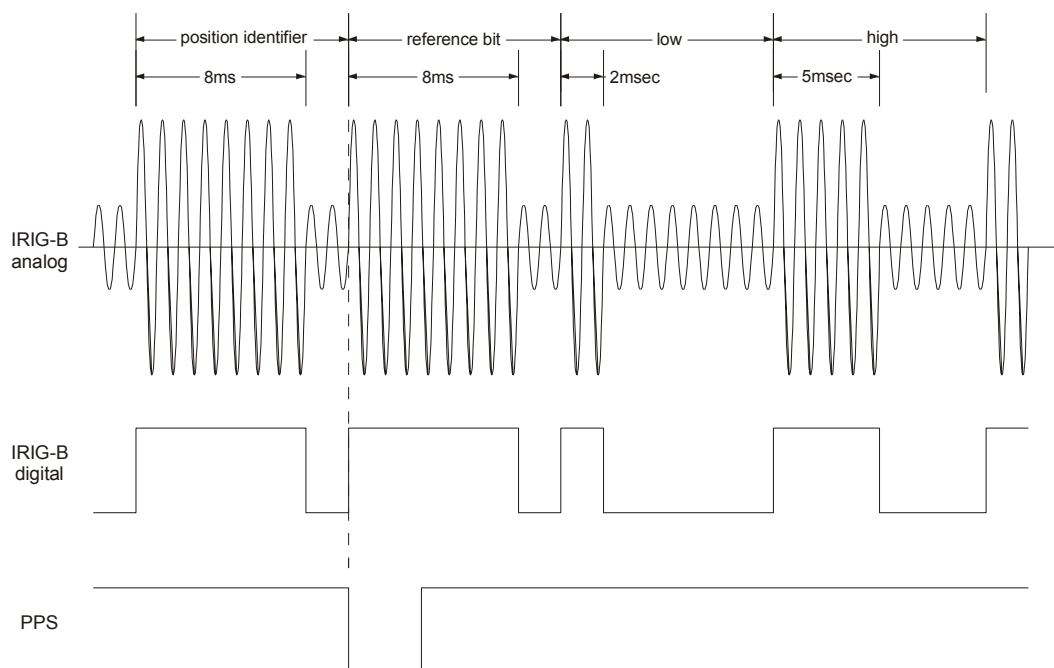 position identifier
reference bit
low
high
8ms
8ms
2msec
5msec
IRIG-B
analog
IRIG-B
digital
PPS